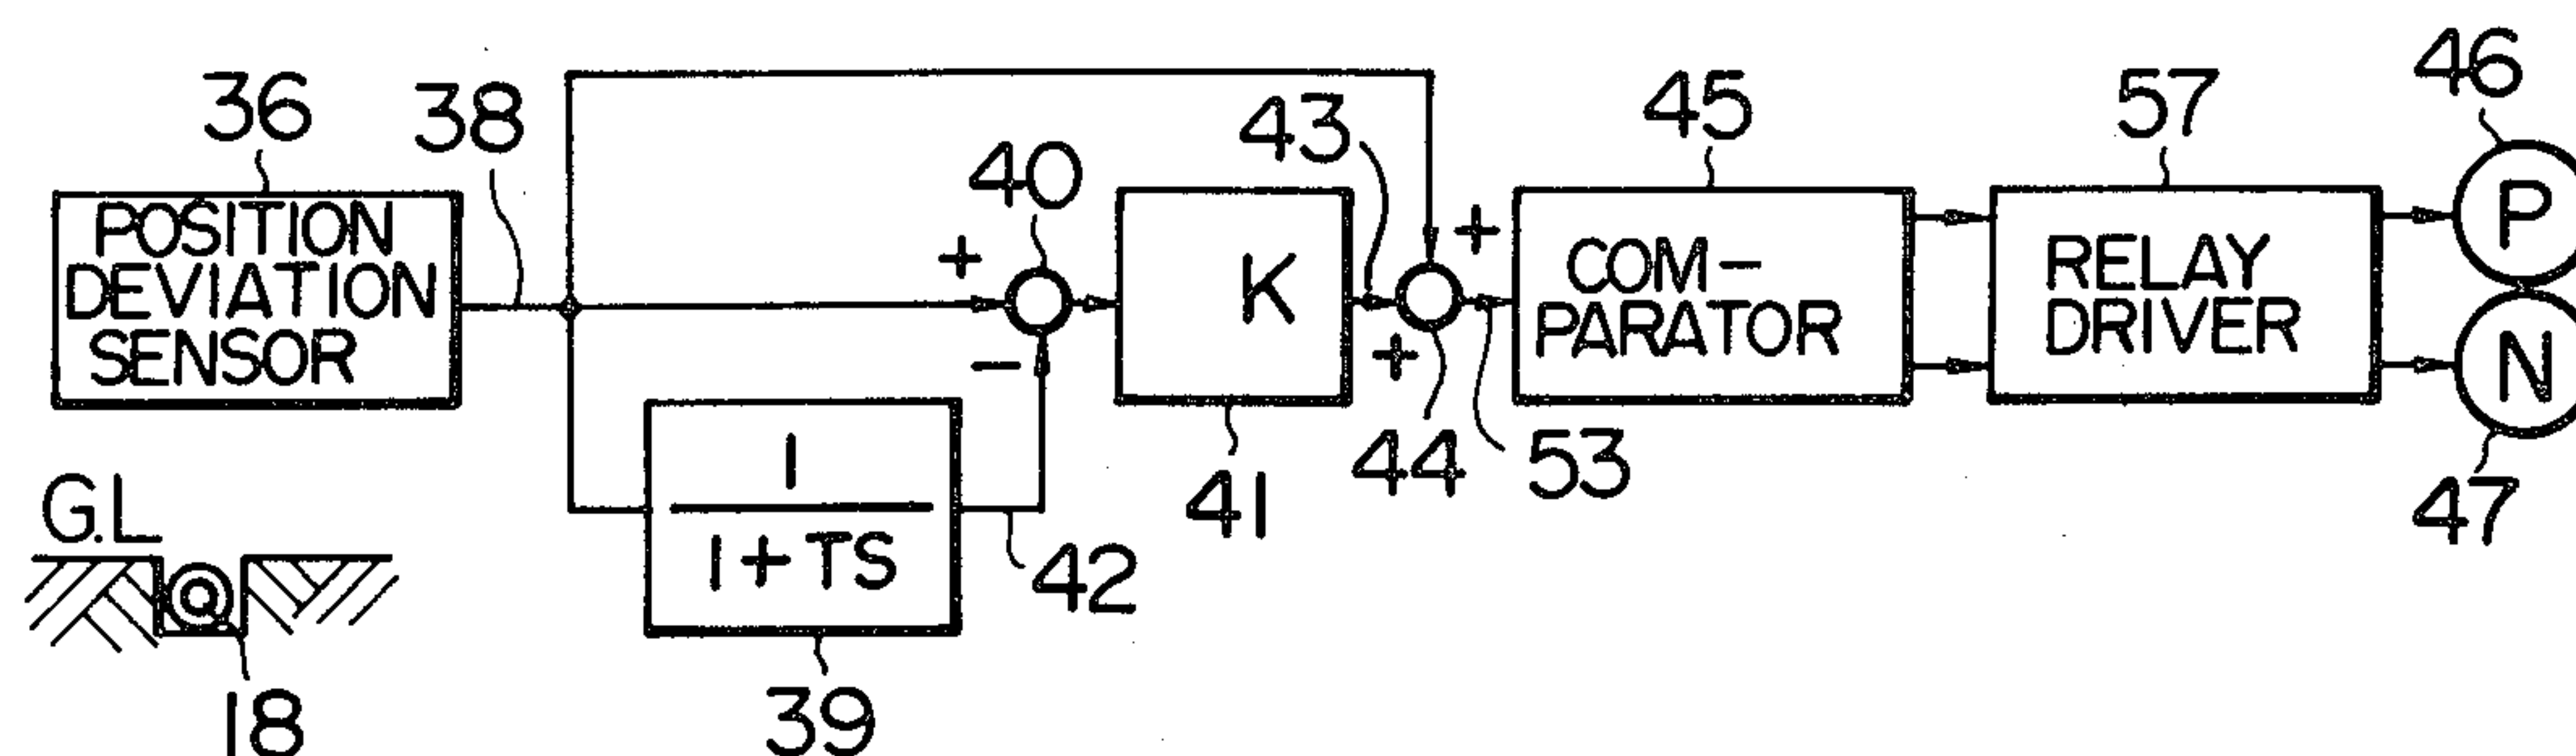 36
38
40
43
45
57
46
POSITION
DEVIATION
SENSOR
+
−
K
+
+
COM-
PARATOR
RELAY
DRIVER
P
N
G.L
1
1+TS
42
41
44
53
47
18
39